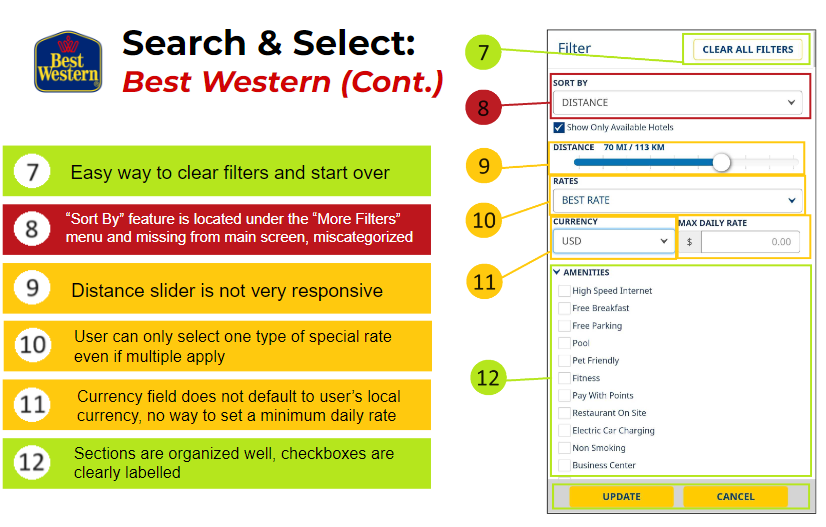 Best
Western
Search & Select:
Best Western (Cont.)
7
Easy way to clear filters and start over
8
“Sort By” feature is located under the “More Filters”
menu and missing from main screen, miscategorized
9
Distance slider is not very responsive
10
User can only select one type of special rate
even if multiple apply
11
Currency field does not default to user’s local
currency, no way to set a minimum daily rate
12
Sections are organized well, checkboxes are
clearly labelled
7
8
9
10
11
12
Filter
CLEAR ALL FILTERS
SORT BY
DISTANCE
Show Only Available Hotels
DISTANCE 70 MI / 113 KM
RATES
BEST RATE
CURRENCY MAX DAILY RATE
USD $ 0.00
AMENITIES
High Speed Internet
Free Breakfast
Free Parking
Pool
Pet Friendly
Fitness
Pay With Points
Restaurant On Site
Electric Car Charging
Non Smoking
Business Center
UPDATE CANCEL